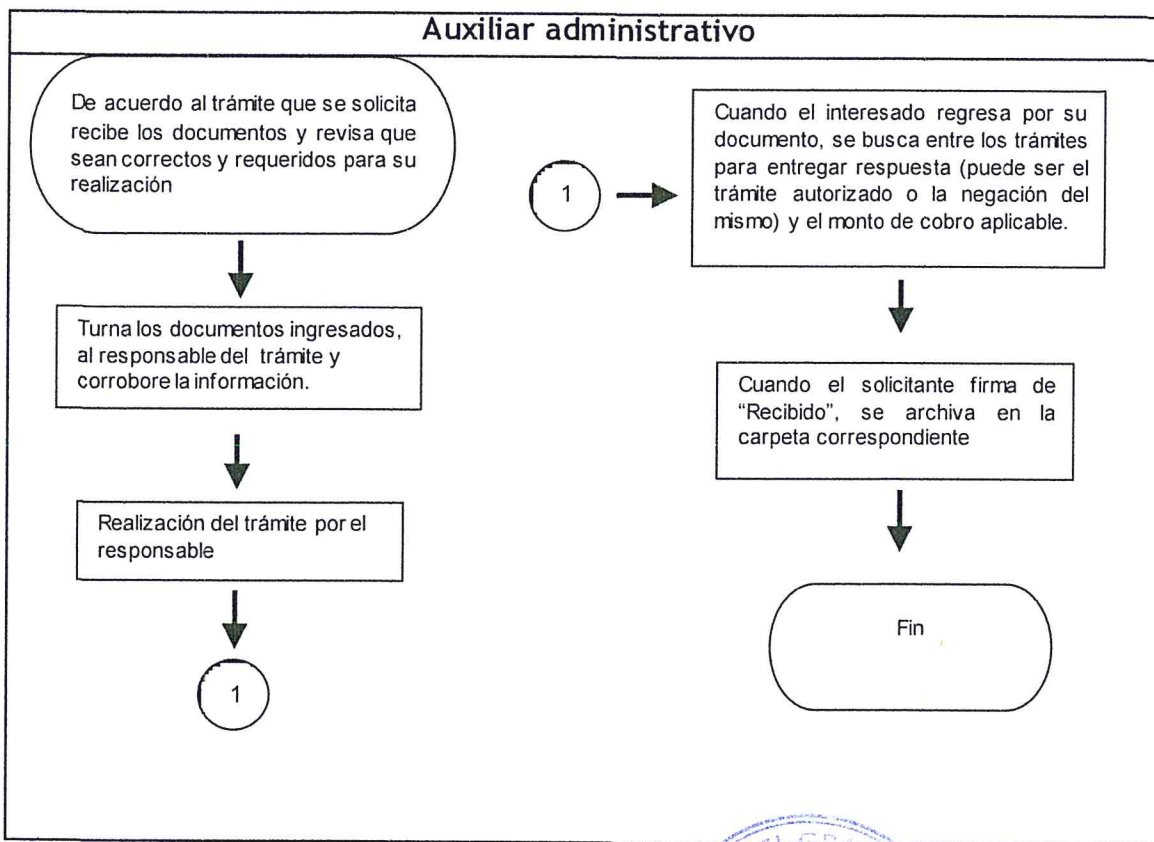 Auxiliar administrativo
De acuerdo al trámite que se solicita
recibe los documentos y revisa que
sean correctos y requeridos para su
realización
Turna los documentos ingresados,
al responsable del trámite y
corrobore la información.
Realización del trámite por el
responsable
1
1
Cuando el interesado regresa por su
documento, se busca entre los trámites
para entregar respuesta (puede ser el
trámite autorizado o la negación del
mismo) y el monto de cobro aplicable.
Cuando el solicitante firma de
“Recibido”, se archiva en la
carpeta correspondiente
Fin